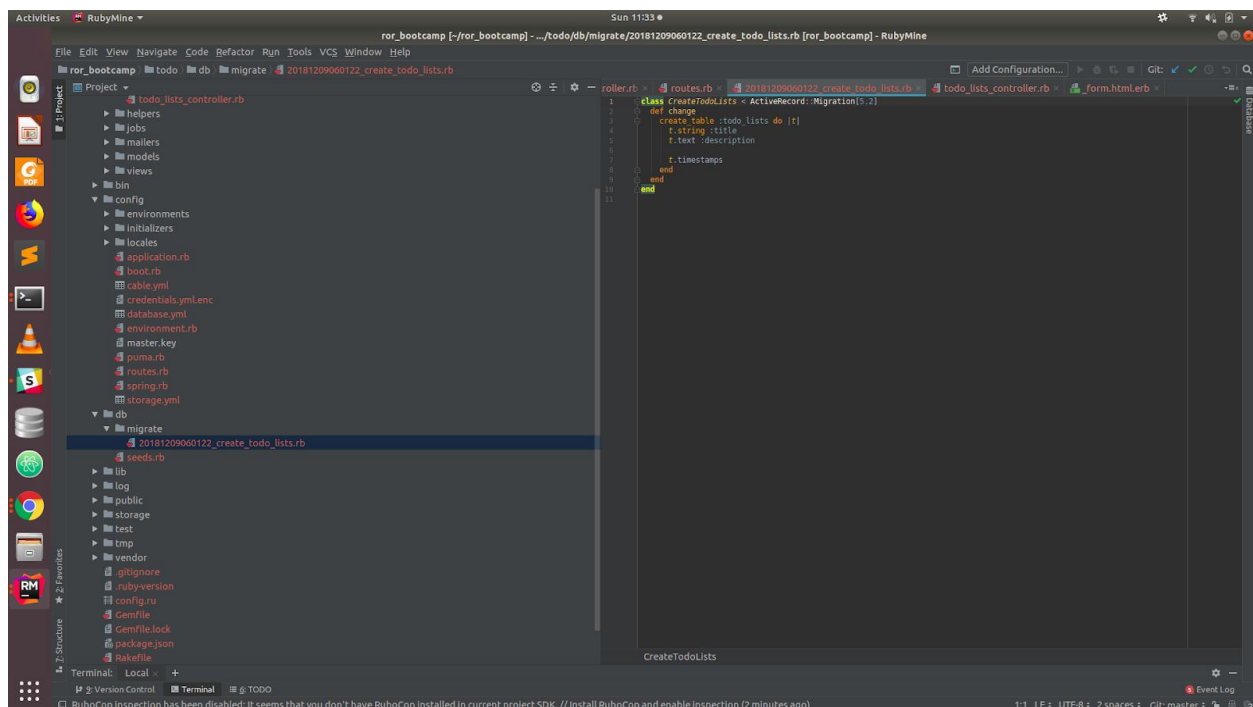 Activities RubyMine Sun 11:33
ror_bootcamp [~/ror_bootcamp] - .../todo/db/migrate/20181209060122_create_todo_lists.rb [ror_bootcamp] - RubyMine
File Edit View Navigate Code Refactor Run Tools VCS Window Help
ror_bootcamp todo db migrate 20181209060122_create_todo_lists.rb Add Configuration... Git:
Project
roller.rb routes.rb 20181209060122_create_todo_lists.rb todo_lists_controller.rb _form.html.erb
1: Project
Database
todo_lists_controller.rb
helpers
jobs
mailers
models
views
bin
config
environments
initializers
locales
application.rb
boot.rb
cable.yml
credentials.yml.enc
database.yml
environment.rb
master.key
puma.rb
routes.rb
spring.rb
storage.yml
db
migrate
20181209060122_create_todo_lists.rb
seeds.rb
lib
log
public
storage
test
tmp
vendor
.gitignore
.ruby-version
config.ru
Gemfile
Gemfile.lock
package.json
Rakefile
2: Favorites
7: Structure
PDF
S
RM
1 class CreateTodoLists < ActiveRecord::Migration[5.2]
2 def change
3 create_table :todo_lists do |t|
4 t.string :title
5 t.text :description
6
7 t.timestamps
8 end
9 end
10 end
11
CreateTodoLists
Terminal: Local × +
9: Version Control Terminal 6: TODO Event Log
RuboCop inspection has been disabled: It seems that you don't have RuboCop installed in current project SDK. // Install RuboCop and enable inspection (2 minutes ago) 1:1 LF UTF-8 2 spaces Git: master